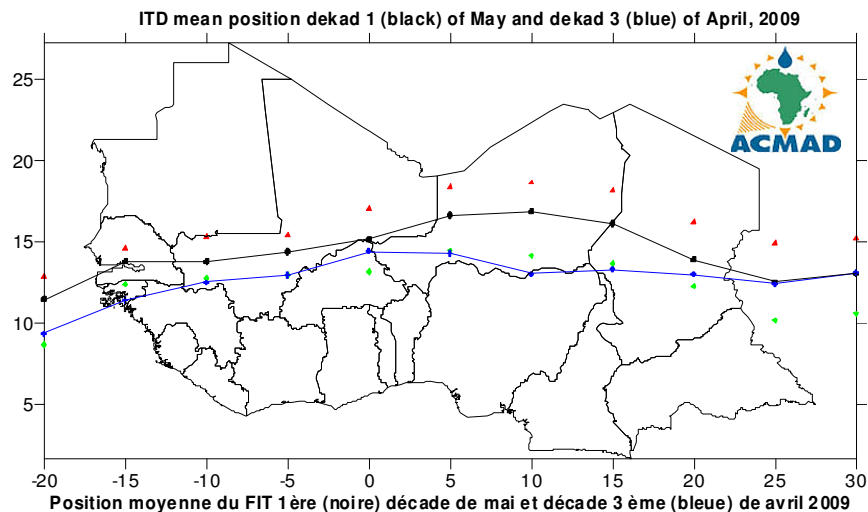 ITD mean position dekad 1 (black) of May and dekad 3 (blue) of April, 2009
25
20
15
10
5
ACMAD
-20 -15 -10 -5 0 5 10 15 20 25 30
Position moyenne du FIT 1ère (noire) décade de mai et décade 3 ème (bleue) de avril 2009